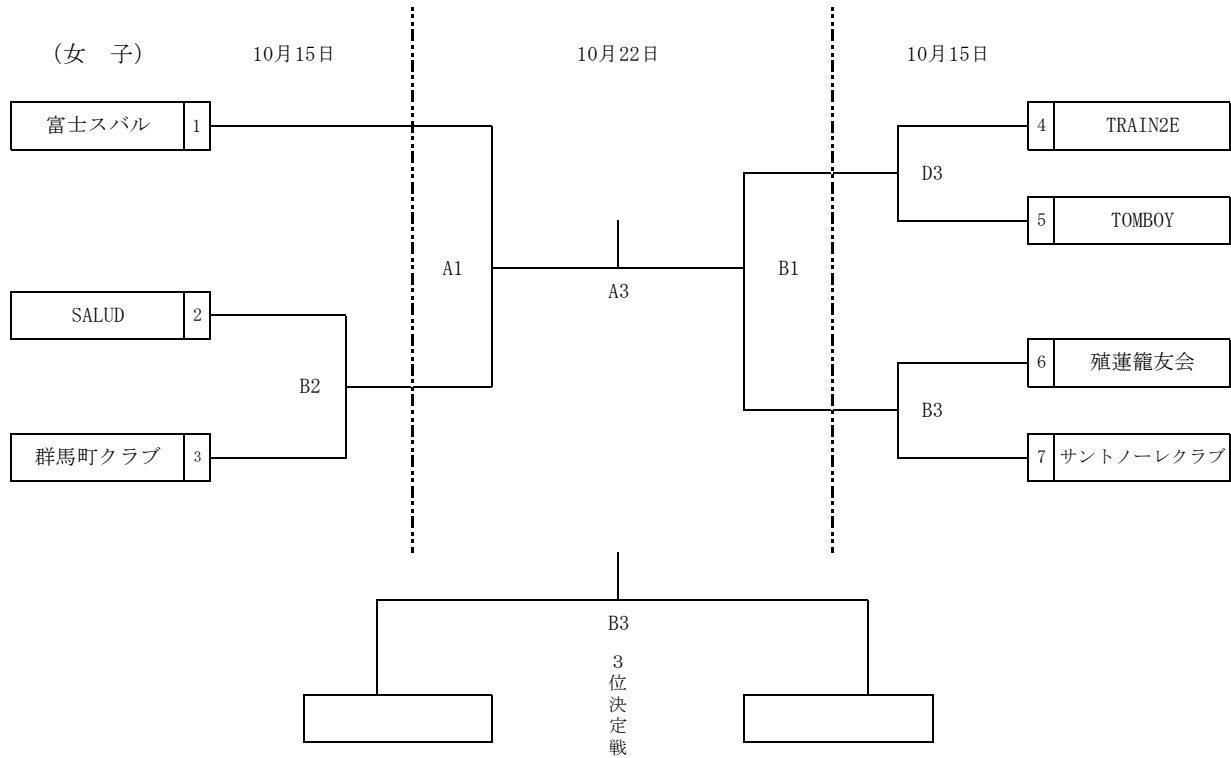 (女　子)
10月15日
10月22日
10月15日
富士スバル 1
4 TRAIN2E
D3
5 TOMBOY
A1
B1
A3
SALUD 2
B2
6 殖蓮籠友会
B3
群馬町クラブ 3
7 サントノーレクラブ
B3
３位決定戦